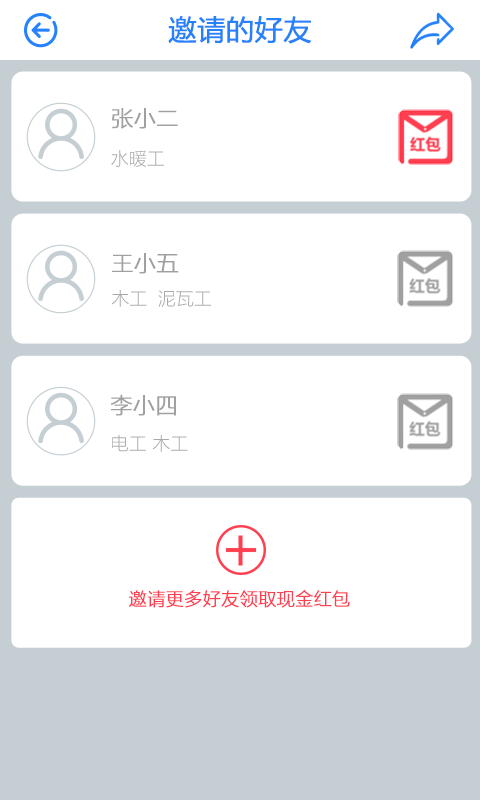 邀请的好友
张小二
水暖工
红包
王小五
木工 泥瓦工
红包
李小四
电工 木工
红包
邀请更多好友领取现金红包